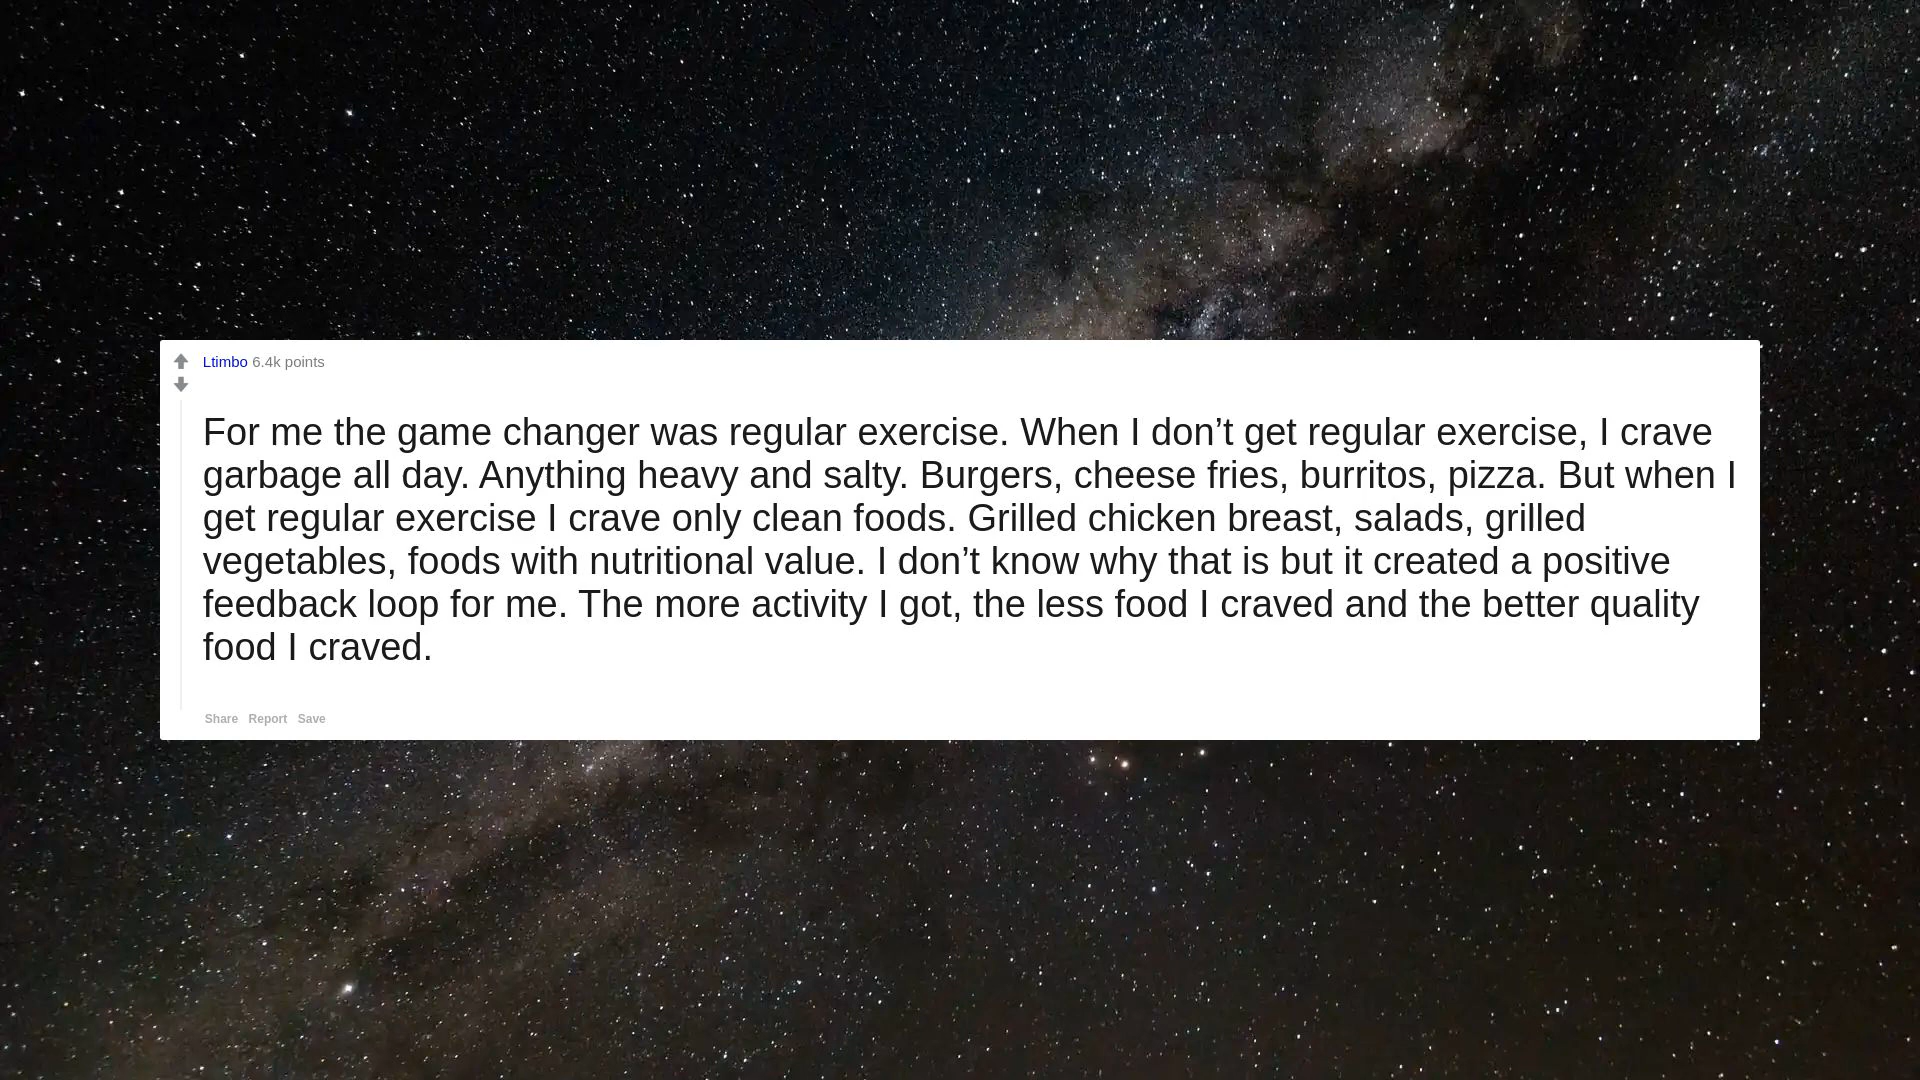 Ltimbo 6.4k points
For me the game changer was regular exercise. When I don’t get regular exercise, I crave
garbage all day. Anything heavy and salty. Burgers, cheese fries, burritos, pizza. But when I
get regular exercise I crave only clean foods. Grilled chicken breast, salads, grilled
vegetables, foods with nutritional value. I don’t know why that is but it created a positive
feedback loop for me. The more activity I got, the less food I craved and the better quality
food I craved.
Share Report Save